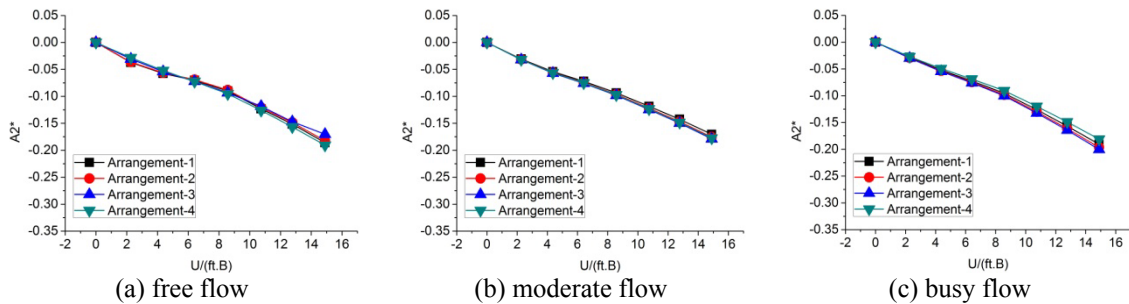 0.00
-0.05
-0.10
-0.15
-0.20
-0.25
-0.30
-0.35
A2*
Arrangement-1
Arrangement-2
Arrangement-3
Arrangement-4
-2 0 2 4 6 8 10 12 14 16
U/(ft.B)
(a) free flow
0.00
-0.05
-0.10
-0.15
-0.20
-0.25
-0.30
-0.35
A2*
Arrangement-1
Arrangement-2
Arrangement-3
Arrangement-4
-2 0 2 4 6 8 10 12 14 16
U/(ft.B)
(b) moderate flow
0.00
-0.05
-0.10
-0.15
-0.20
-0.25
-0.30
-0.35
A2*
Arrangement-1
Arrangement-2
Arrangement-3
Arrangement-4
-2 0 2 4 6 8 10 12 14 16
U/(ft.B)
(c) busy flow